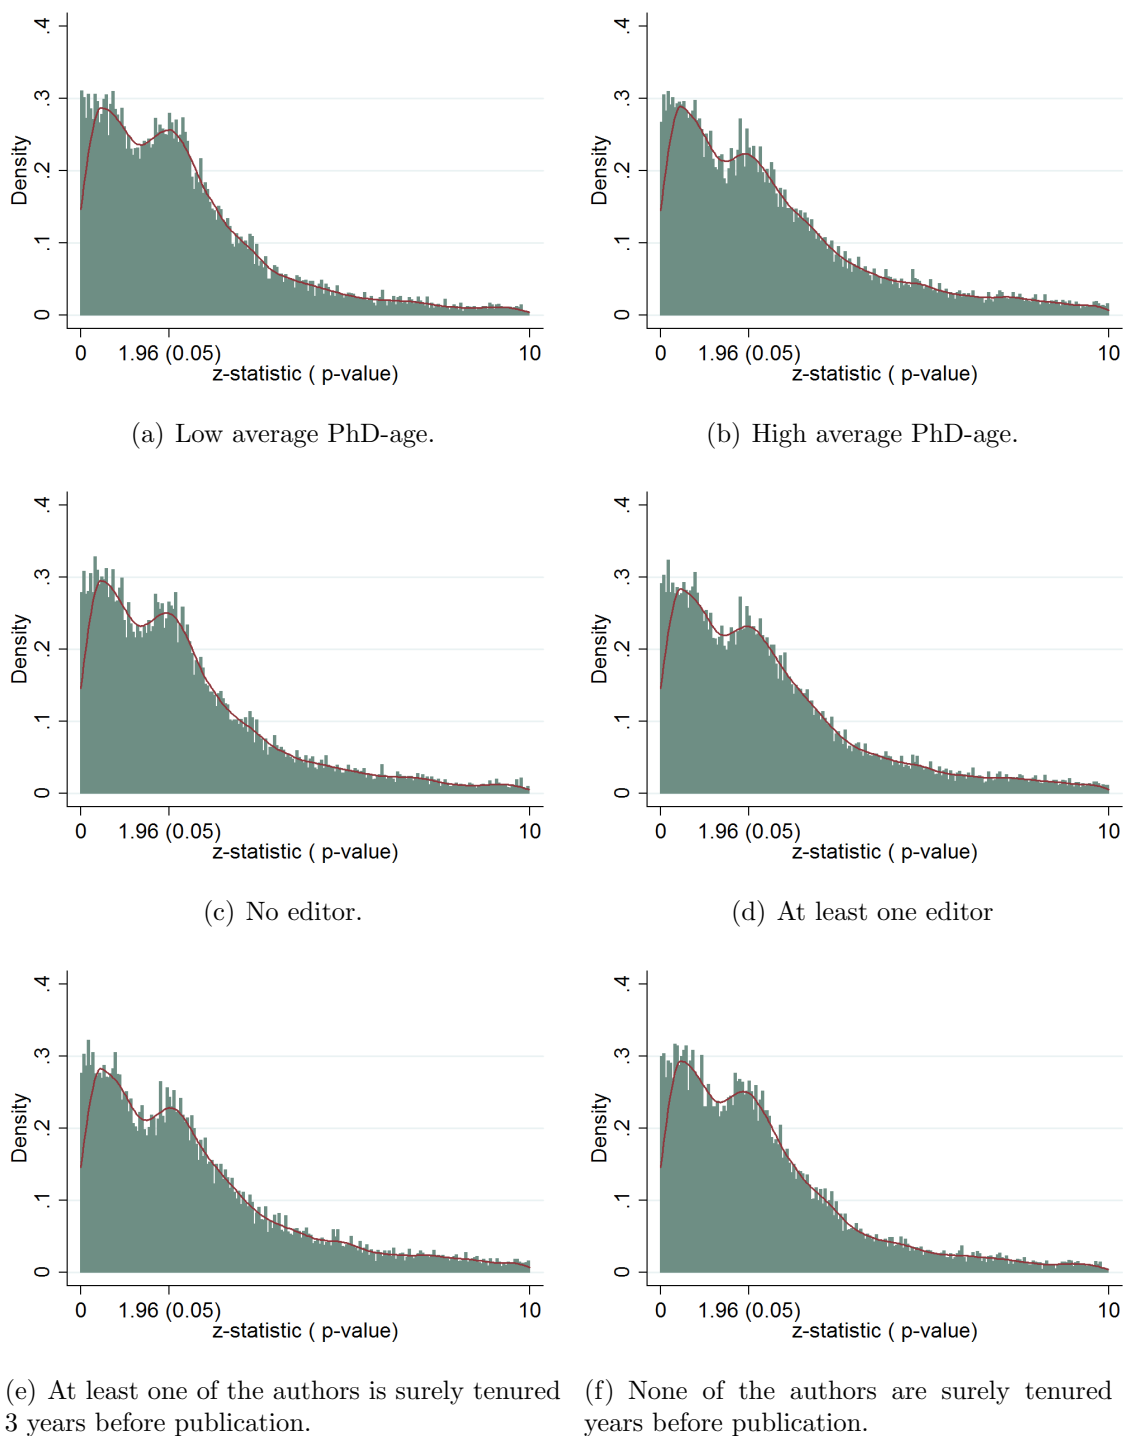 .4
.3
.2
.1
0
Density
0 1.96 (0.05) 10
z-statistic ( p-value)
(a) Low average PhD-age.
.4
.3
.2
.1
0
Density
0 1.96 (0.05) 10
z-statistic ( p-value)
(b) High average PhD-age.
.4
.3
.2
.1
0
Density
0 1.96 (0.05) 10
z-statistic ( p-value)
(c) No editor.
.4
.3
.2
.1
0
Density
0 1.96 (0.05) 10
z-statistic ( p-value)
(d) At least one editor
.4
.3
.2
.1
0
Density
0 1.96 (0.05) 10
z-statistic ( p-value)
(e) At least one of the authors is surely tenured
3 years before publication.
.4
.3
.2
.1
0
Density
0 1.96 (0.05) 10
z-statistic ( p-value)
(f) None of the authors are surely tenured
years before publication.